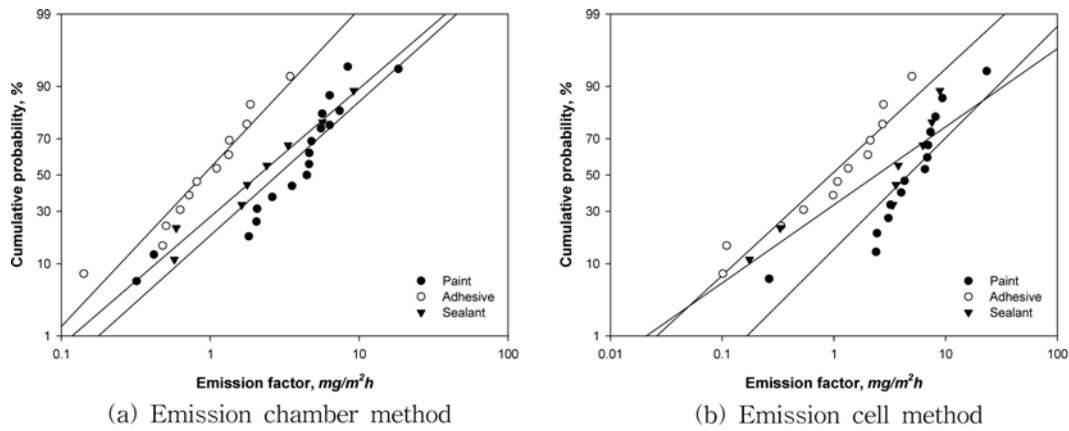 99
90
70
50
30
10
1
Cumulative probability, %
0.1 1 10 100
Emission factor, mg/m²h
Paint
Adhesive
Sealant
(a) Emission chamber method
99
90
70
50
30
10
1
Cumulative probability, %
0.01 0.1 1 10 100
Emission factor, mg/m²h
Paint
Adhesive
Sealant
(b) Emission cell method